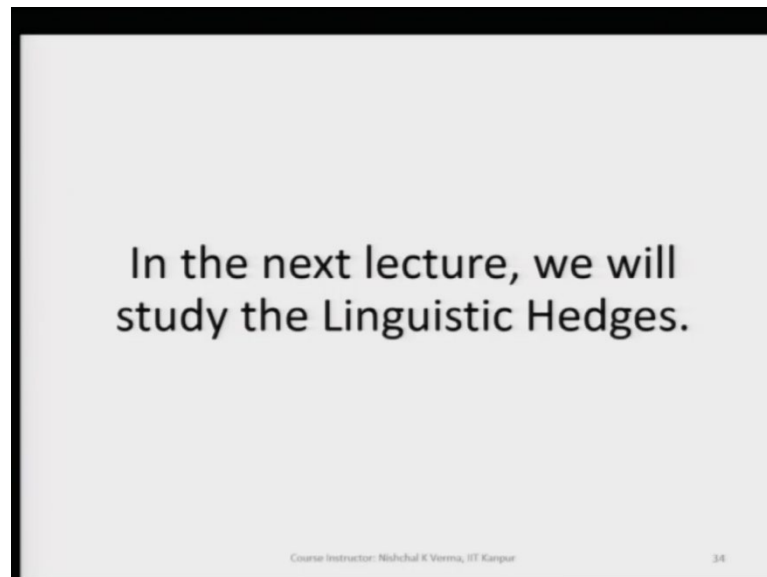 In the next lecture, we will
study the Linguistic Hedges.
Course Instructor: Nishchal K Verma, IIT Kanpur
34